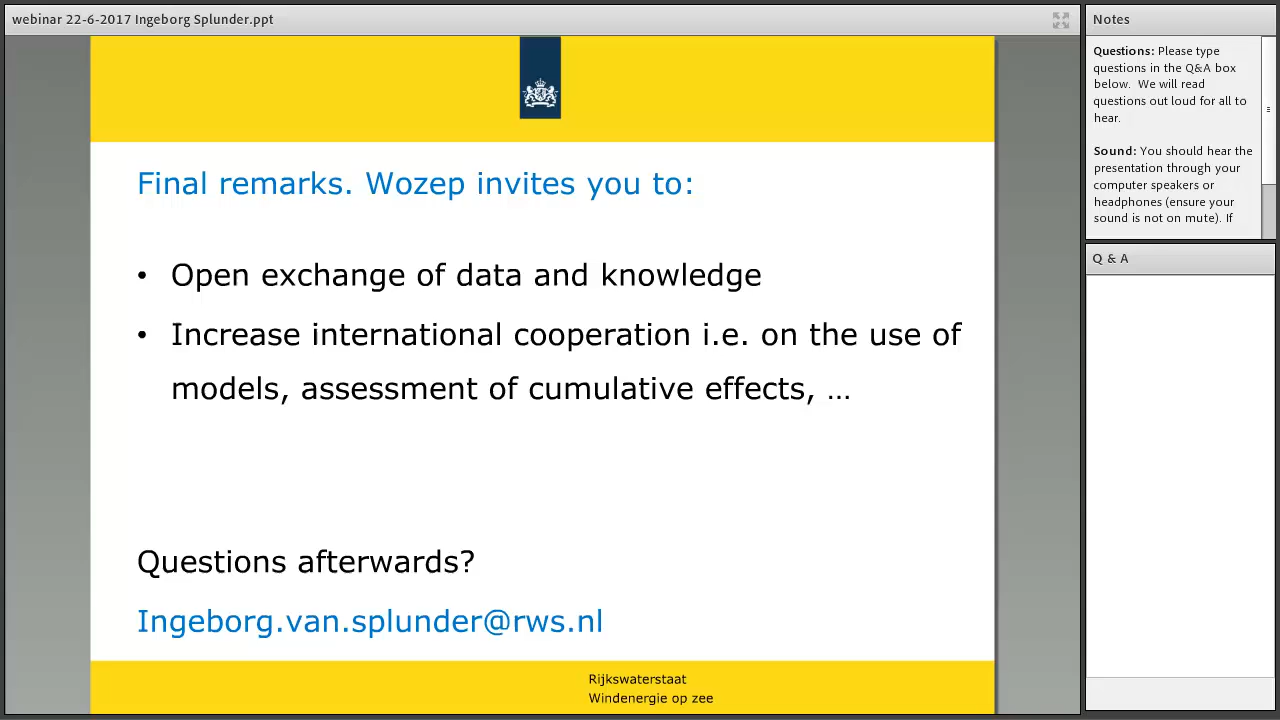 webinar 22-6-2017 Ingeborg Splunder.ppt
Final remarks. Wozep invites you to:
• Open exchange of data and knowledge
• Increase international cooperation i.e. on the use of
models, assessment of cumulative effects, …
Questions afterwards?
Ingeborg.van.splunder@rws.nl
Rijkswaterstaat
Windenergie op zee
Notes
Questions: Please type
questions in the Q&A box
below. We will read
questions out loud for all to
hear.
Sound: You should hear the
presentation through your
computer speakers or
headphones (ensure your
sound is not on mute). If
Q & A